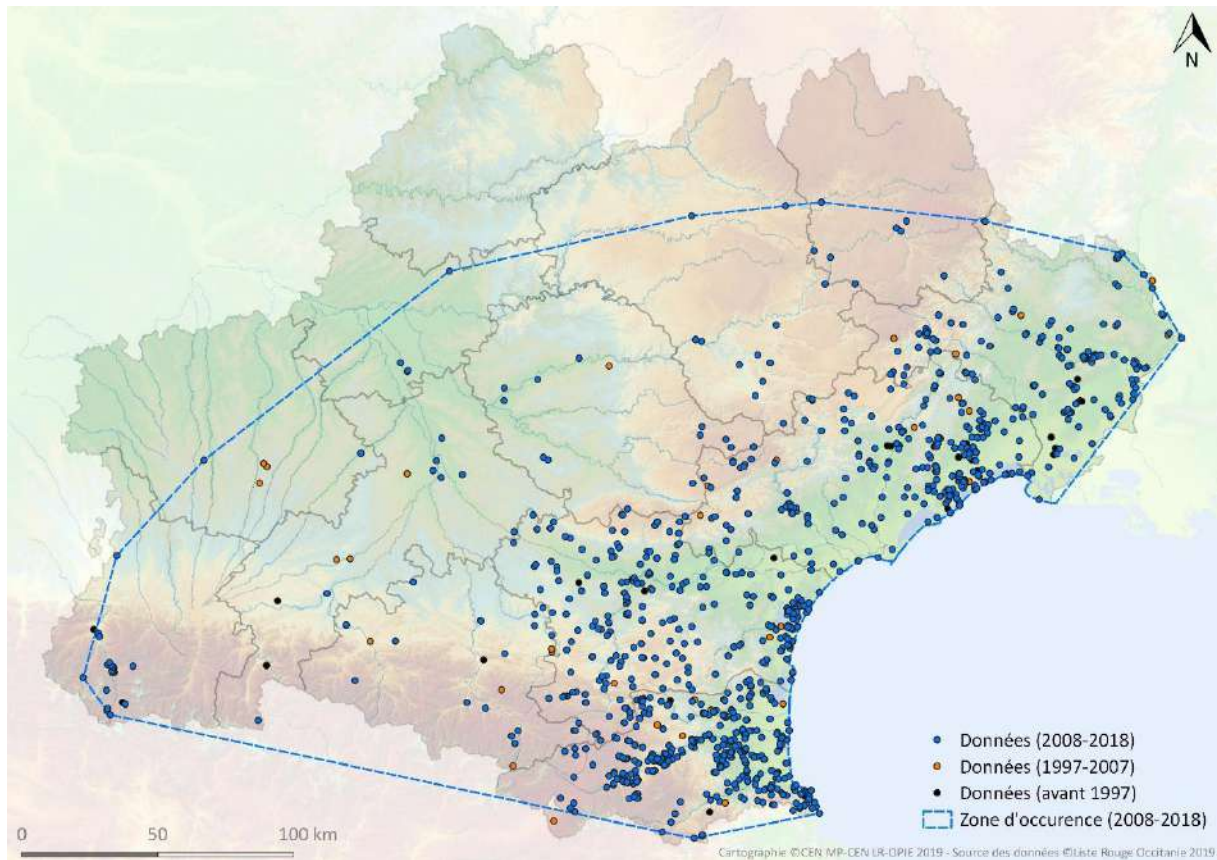 N
Données (2008-2018)
Données (1997-2007)
Données (avant 1997)
Zone d'occurence (2008-2018)
0 50 100 km
Cartographie ©CEN MP-CEN LR-OPIE 2019 - Source des données ©Liste Rouge Occitanie 2019